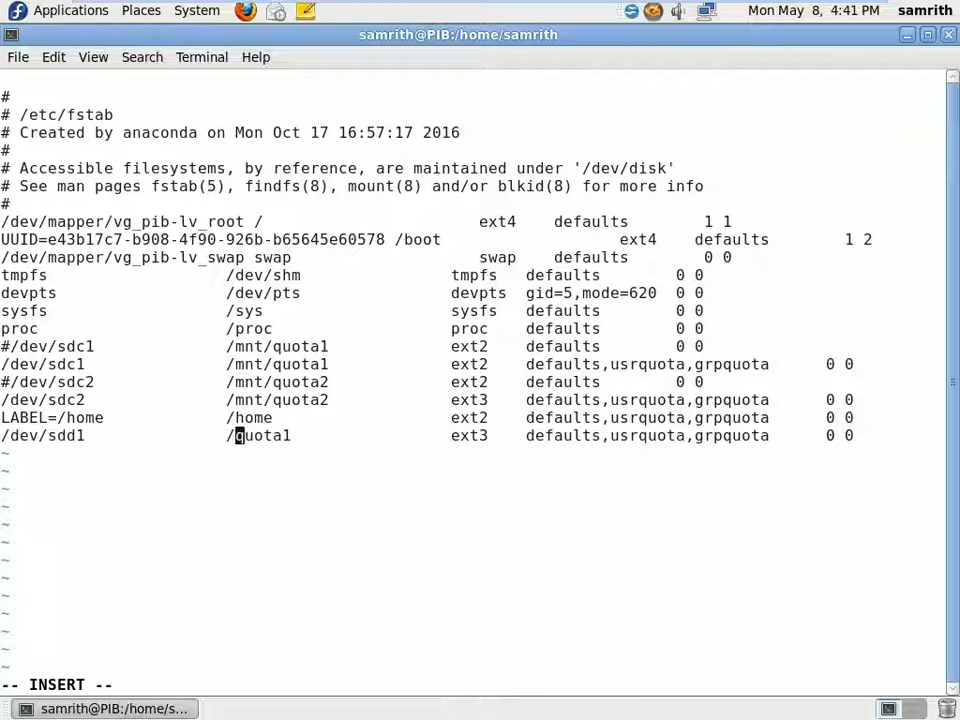 Applications Places System Mon May 8, 4:41 PM samrith
samrith@PIB:/home/samrith
File Edit View Search Terminal Help
#
# /etc/fstab
# Created by anaconda on Mon Oct 17 16:57:17 2016
#
# Accessible filesystems, by reference, are maintained under '/dev/disk'
# See man pages fstab(5), findfs(8), mount(8) and/or blkid(8) for more info
#
/dev/mapper/vg_pib-lv_root / ext4 defaults 1 1
UUID=e43b17c7-b908-4f90-926b-b65645e60578 /boot ext4 defaults 1 2
/dev/mapper/vg_pib-lv_swap swap swap defaults 0 0
tmpfs /dev/shm tmpfs defaults 0 0
devpts /dev/pts devpts gid=5,mode=620 0 0
sysfs /sys sysfs defaults 0 0
proc /proc proc defaults 0 0
#/dev/sdc1 /mnt/quota1 ext2 defaults 0 0
/dev/sdc1 /mnt/quota1 ext2 defaults,usrquota,grpquota 0 0
#/dev/sdc2 /mnt/quota2 ext2 defaults 0 0
/dev/sdc2 /mnt/quota2 ext3 defaults,usrquota,grpquota 0 0
LABEL=/home /home ext2 defaults,usrquota,grpquota 0 0
/dev/sdd1 /quota1 ext3 defaults,usrquota,grpquota 0 0
~
~
~
~
~
~
~
~
~
~
~
~
~
-- INSERT --
samrith@PIB:/home/s...